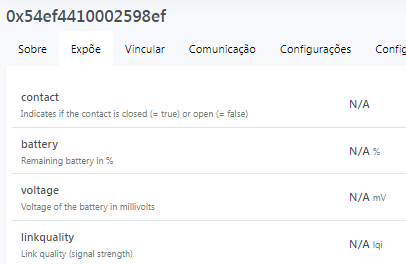 0x54ef4410002598ef
Sobre Expõe Vincular Comunicação Configurações Config
contact
Indicates if the contact is closed (= true) or open (= false)
N/A
battery
Remaining battery in %
N/A %
voltage
Voltage of the battery in millivolts
N/A mV
linkquality
Link quality (signal strength)
N/A lqi